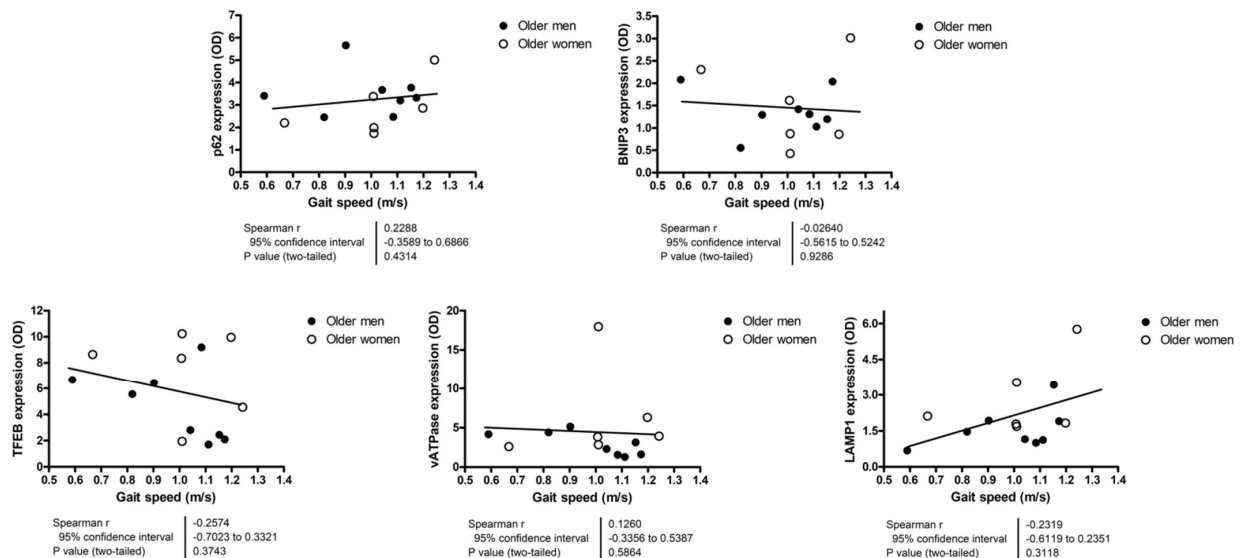 7
6
5
4
3
2
1
0
0.5 0.6 0.7 0.8 0.9 1.0 1.1 1.2 1.3 1.4
p62 expression (OD)
Gait speed (m/s)
Older men
Older women
Spearman r 0.2288
95% confidence interval -0.3589 to 0.6866
P value (two-tailed) 0.4314
3.5
3.0
2.5
2.0
1.5
1.0
0.5
0.0
0.5 0.6 0.7 0.8 0.9 1.0 1.1 1.2 1.3 1.4
BNIP3 expression (OD)
Gait speed (m/s)
Older men
Older women
Spearman r -0.02640
95% confidence interval -0.5615 to 0.5242
P value (two-tailed) 0.9286
12
10
8
6
4
2
0
0.5 0.6 0.7 0.8 0.9 1.0 1.1 1.2 1.3 1.4
TFEB expression (OD)
Gait speed (m/s)
Older men
Older women
Spearman r -0.2574
95% confidence interval -0.7023 to 0.3321
P value (two-tailed) 0.3743
20
15
10
5
0
0.5 0.6 0.7 0.8 0.9 1.0 1.1 1.2 1.3 1.4
vATPase expression (OD)
Gait speed (m/s)
Older men
Older women
Spearman r 0.1260
95% confidence interval -0.3356 to 0.5387
P value (two-tailed) 0.5864
6.0
4.5
3.0
1.5
0.0
0.5 0.6 0.7 0.8 0.9 1.0 1.1 1.2 1.3 1.4
LAMP1 expression (OD)
Gait speed (m/s)
Older men
Older women
Spearman r -0.2319
95% confidence interval -0.6119 to 0.2351
P value (two-tailed) 0.3118